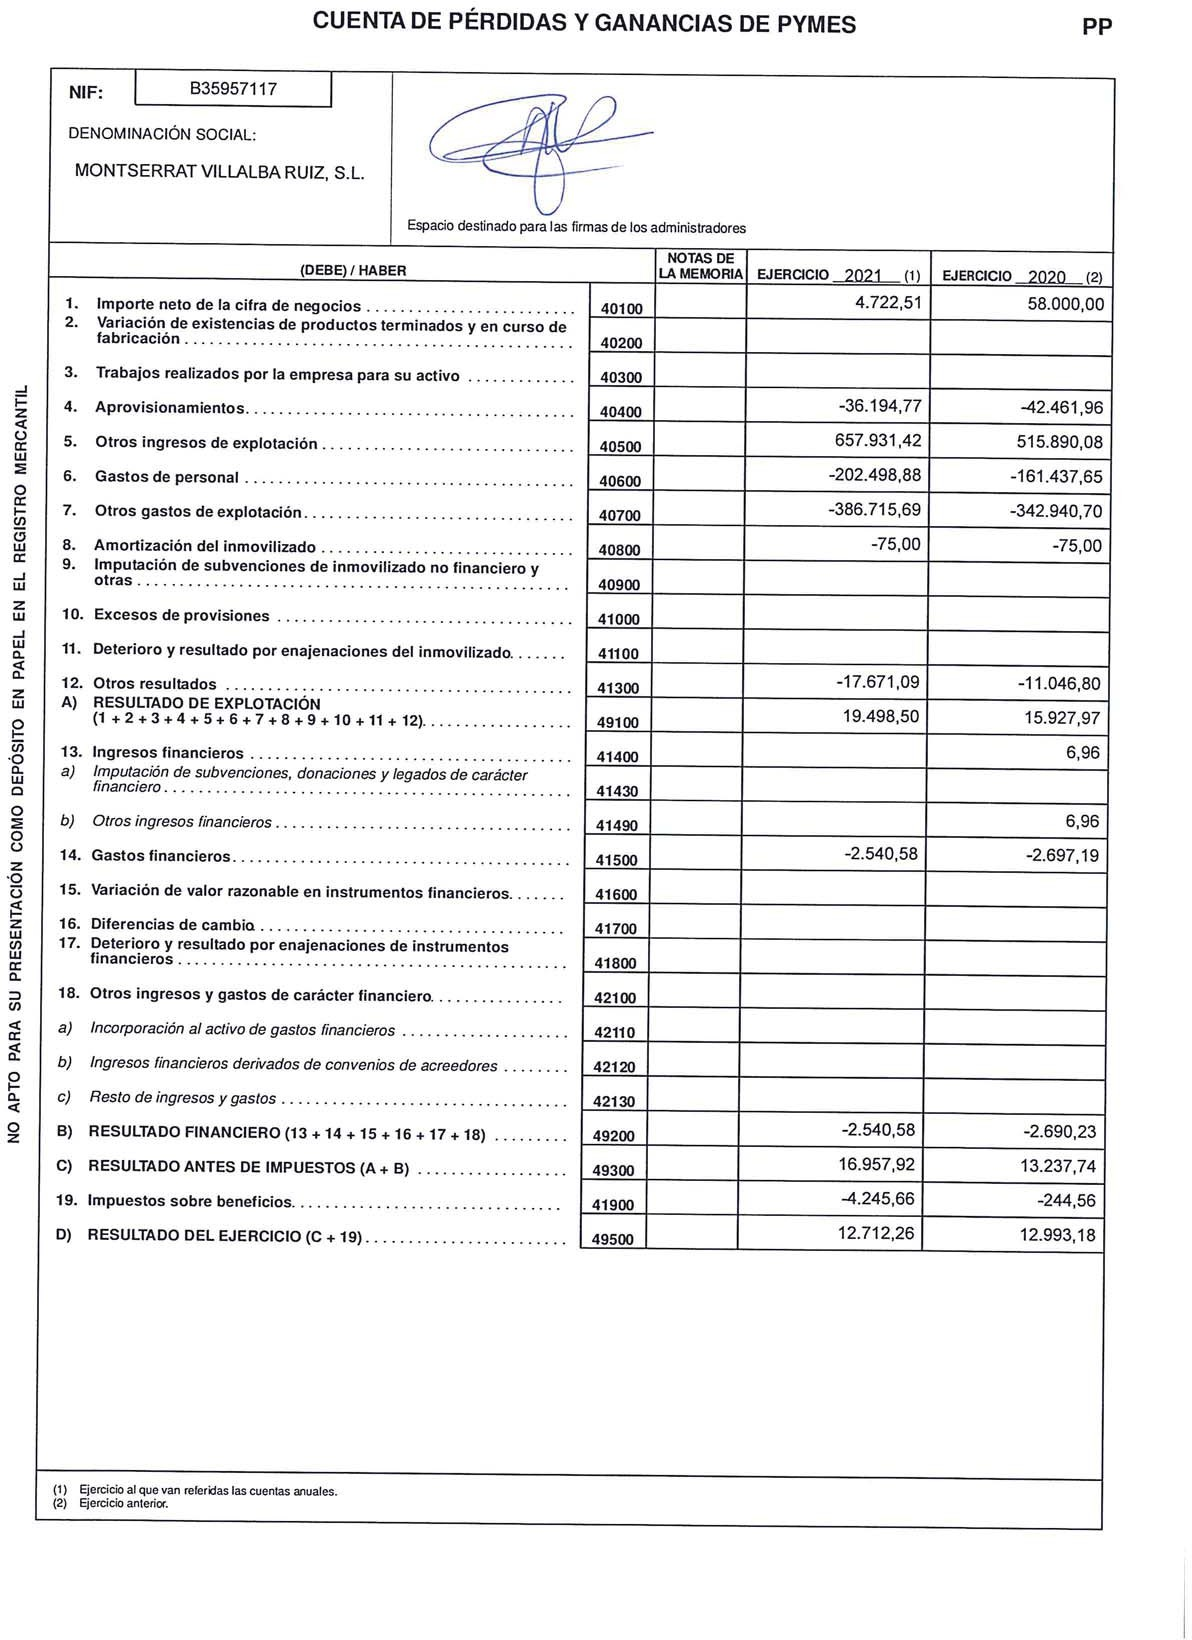 CUENTA DE PÉRDIDAS Y GANANCIAS DE PYMES PP
NIF: B35957117
DENOMINACIÓN SOCIAL:
MONTSERRAT VILLALBA RUIZ, S.L.
Espacio destinado para las firmas de los administradores
(DEBE) / HABER NOTAS DE LA MEMORIA EJERCICIO 2021 (1) EJERCICIO 2020 (2)
1. Importe neto de la cifra de negocios 40100 4.722,51 58.000,00
2. Variación de existencias de productos terminados y en curso de
fabricación 40200
3. Trabajos realizados por la empresa para su activo 40300
4. Aprovisionamientos 40400 -36.194,77 -42.461,96
5. Otros ingresos de explotación 40500 657.931,42 515.890,08
6. Gastos de personal 40600 -202.498,88 -161.437,65
7. Otros gastos de explotación 40700 -386.715,69 -342.940,70
8. Amortización del inmovilizado 40800 -75,00 -75,00
9. Imputación de subvenciones de inmovilizado no financiero y
otras 40900
10. Excesos de provisiones 41000
11. Deterioro y resultado por enajenaciones del inmovilizado 41100
12. Otros resultados 41300 -17.671,09 -11.046,80
A) RESULTADO DE EXPLOTACIÓN
(1 + 2 + 3 + 4 + 5 + 6 + 7 + 8 + 9 + 10 + 11 + 12) 49100 19.498,50 15.927,97
13. Ingresos financieros 41400 6,96
a) Imputación de subvenciones, donaciones y legados de carácter
financiero 41430
b) Otros ingresos financieros 41490 6,96
14. Gastos financieros 41500 -2.540,58 -2.697,19
15. Variación de valor razonable en instrumentos financieros 41600
16. Diferencias de cambio 41700
17. Deterioro y resultado por enajenaciones de instrumentos
financieros 41800
18. Otros ingresos y gastos de carácter financiero 42100
a) Incorporación al activo de gastos financieros 42110
b) Ingresos financieros derivados de convenios de acreedores 42120
c) Resto de ingresos y gastos 42130
B) RESULTADO FINANCIERO (13 + 14 + 15 + 16 + 17 + 18) 49200 -2.540,58 -2.690,23
C) RESULTADO ANTES DE IMPUESTOS (A + B) 49300 16.957,92 13.237,74
19. Impuestos sobre beneficios 41900 -4.245,66 -244,56
D) RESULTADO DEL EJERCICIO (C + 19) 49500 12.712,26 12.993,18
(1) Ejercicio al que van referidas las cuentas anuales.
(2) Ejercicio anterior.
NO APTO PARA SU PRESENTACIÓN COMO DEPÓSITO EN PAPEL EN EL REGISTRO MERCANTIL